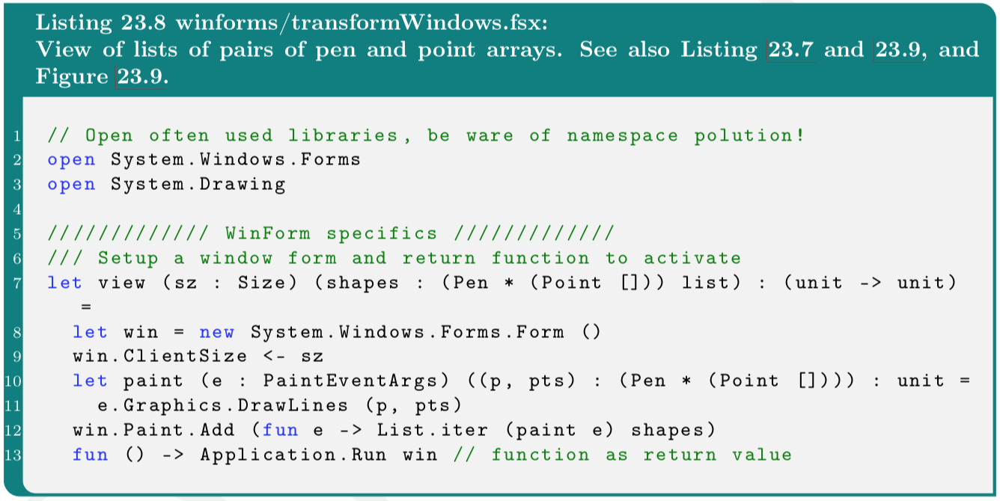 Listing 23.8 winforms/transformWindows.fsx:
View of lists of pairs of pen and point arrays. See also Listing 23.7 and 23.9, and
Figure 23.9.
1 // Open often used libraries, be ware of namespace polution!
2 open System.Windows.Forms
3 open System.Drawing
4
5 ///////////// WinForm specifics /////////////
6 /// Setup a window form and return function to activate
7 let view (sz : Size) (shapes : (Pen * (Point [])) list) : (unit -> unit)
=
8 let win = new System.Windows.Forms.Form ()
9 win.ClientSize <- sz
10 let paint (e : PaintEventArgs) ((p, pts) : (Pen * (Point []))) : unit =
11 e.Graphics.DrawLines (p, pts)
12 win.Paint.Add (fun e -> List.iter (paint e) shapes)
13 fun () -> Application.Run win // function as return value